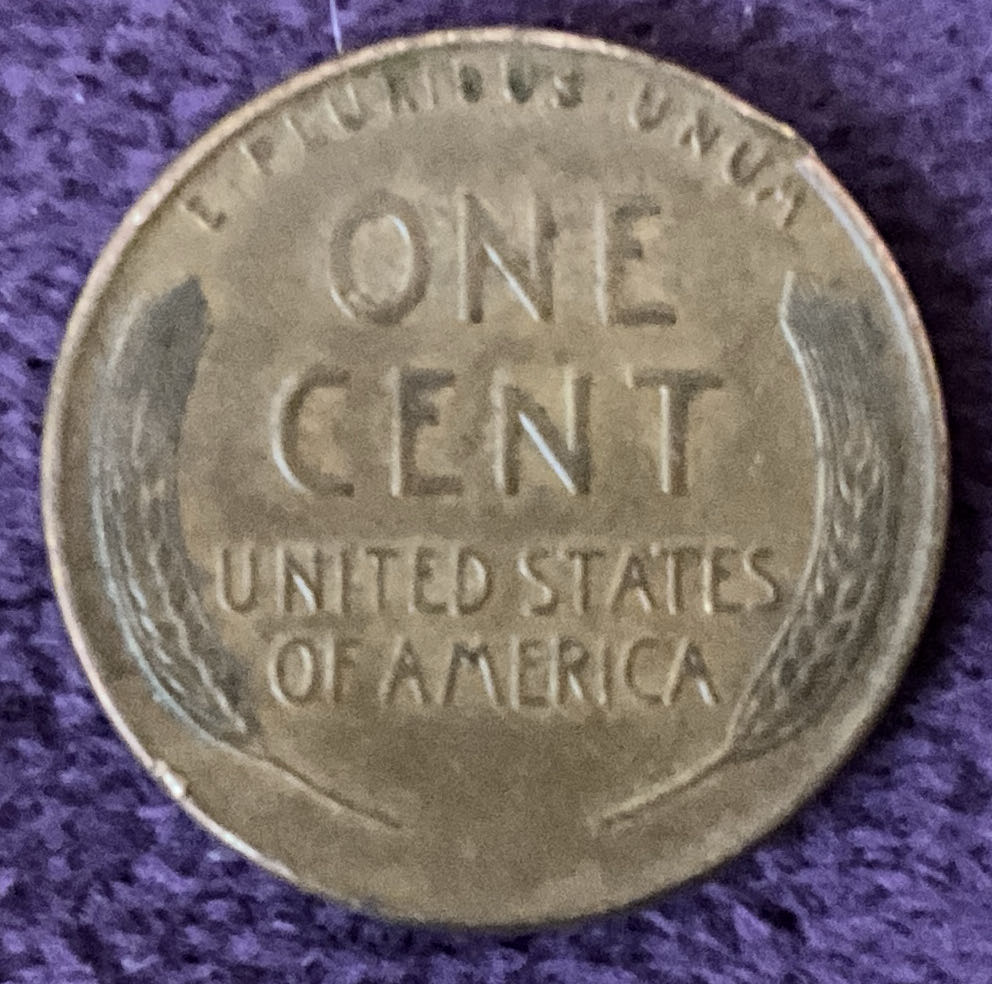 E PLURIBUS UNUM
ONE
CENT
UNITED STATES
OF AMERICA